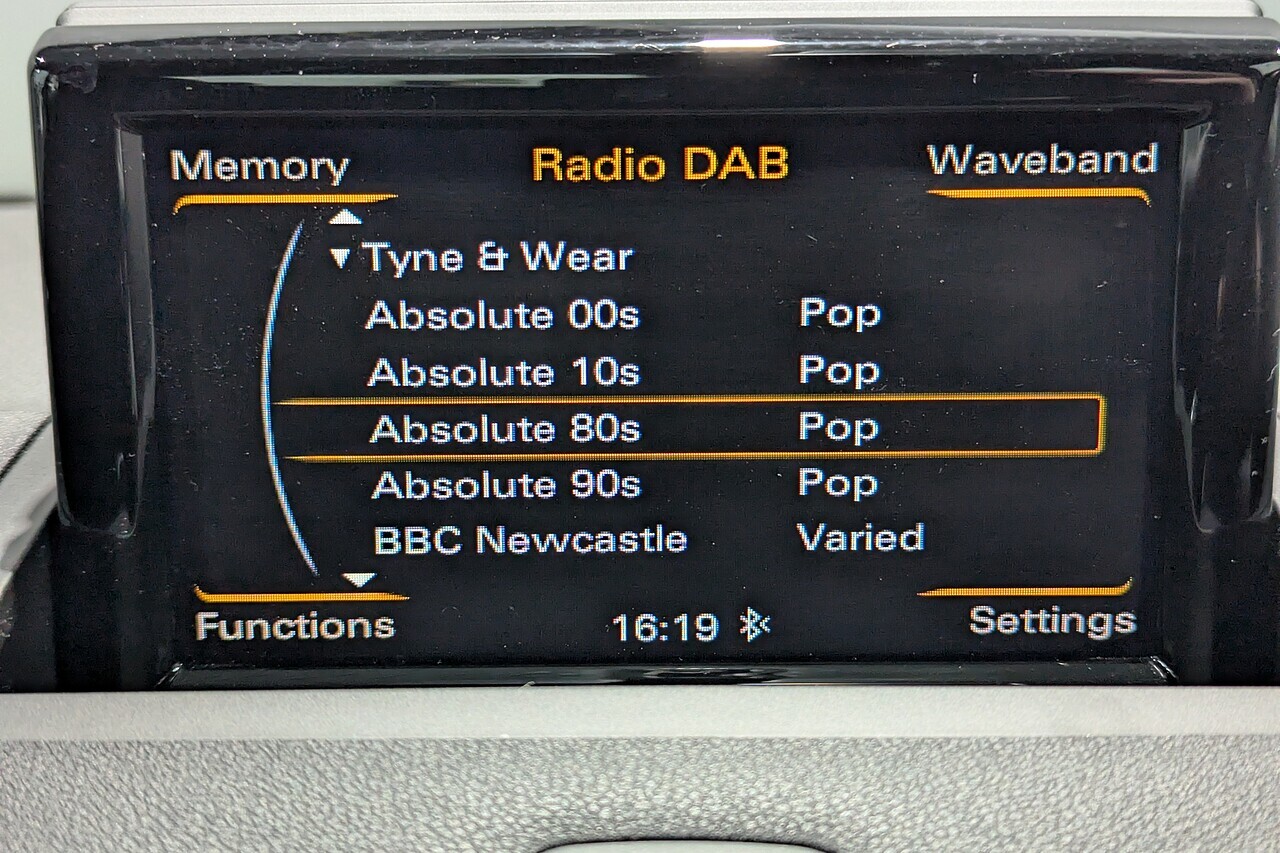 Memory Radio DAB Waveband
Tyne & Wear
Absolute 00s Pop
Absolute 10s Pop
Absolute 80s Pop
Absolute 90s Pop
BBC Newcastle Varied
Functions 16:19 Settings